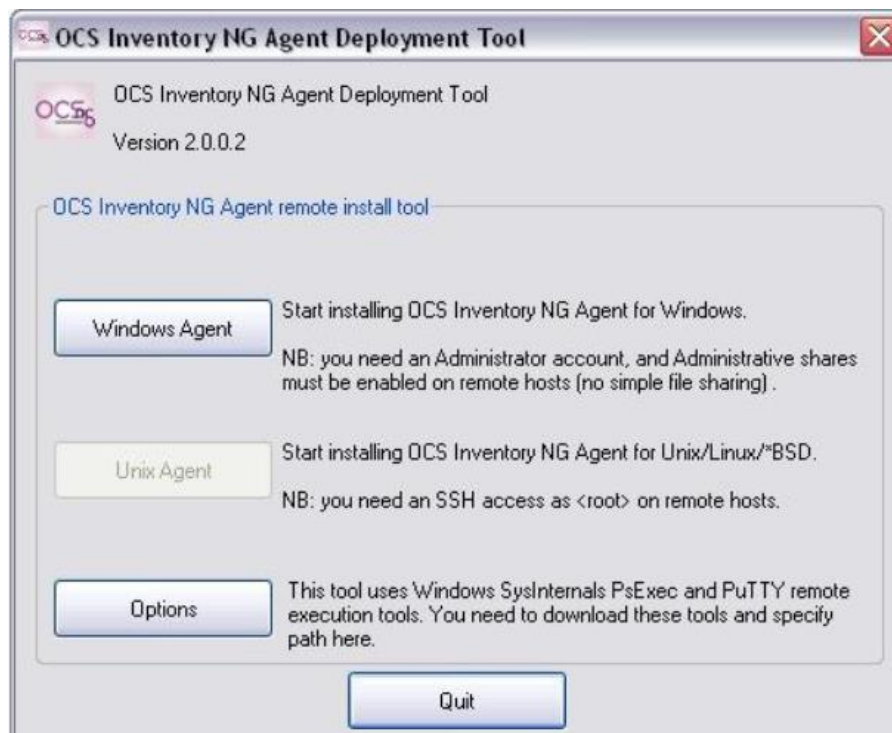 OCS Inventory NG Agent Deployment Tool
OCS Inventory NG Agent Deployment Tool
Version 2.0.0.2
OCS Inventory NG Agent remote install tool
Windows Agent
Start installing OCS Inventory NG Agent for Windows.
NB: you need an Administrator account, and Administrative shares
must be enabled on remote hosts (no simple file sharing) .
Unix Agent
Start installing OCS Inventory NG Agent for Unix/Linux/*BSD.
NB: you need an SSH access as <root> on remote hosts.
Options
This tool uses Windows SysInternals PsExec and PuTTY remote
execution tools. You need to download these tools and specify
path here.
Quit